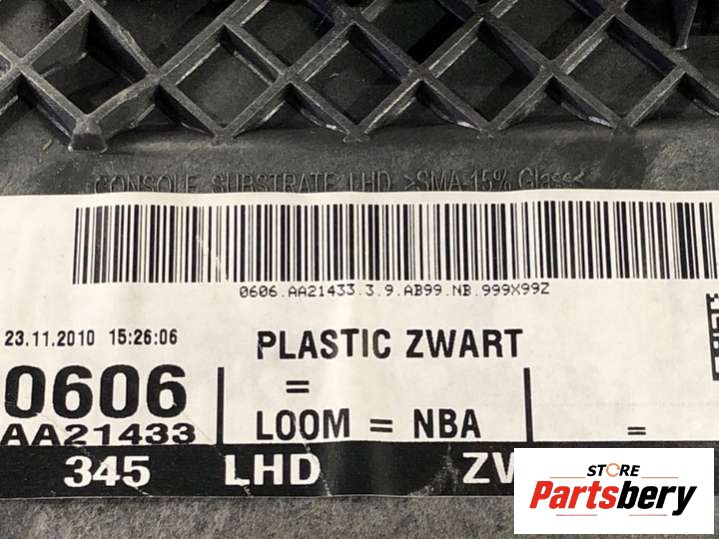 CONSOLE SUBSTRATE LHD >SMA-15% Glass<
0606.AA21433.3.9.AB99.NB.999X99Z
23.11.2010 15:26:06
PLASTIC ZWART
0606
=
AA21433
LOOM = NBA
=
345 LHD
STORE
Partsbery